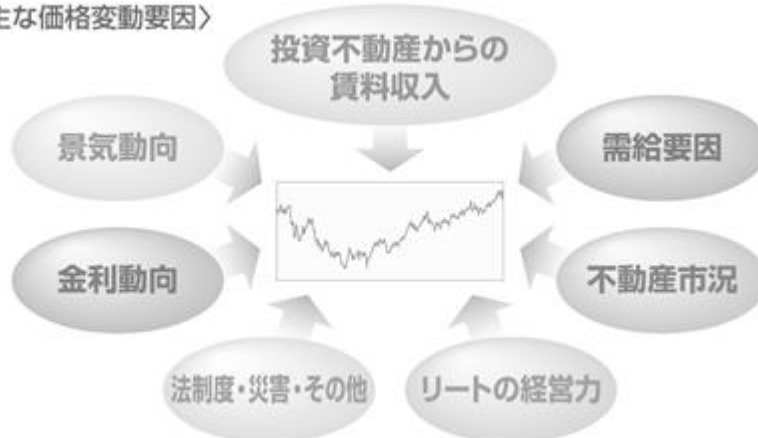 主な価格変動要因〉
投資不動産からの
賃料収入
景気動向
需給要因
金利動向
不動産市況
法制度・災害・その他
リートの経営力